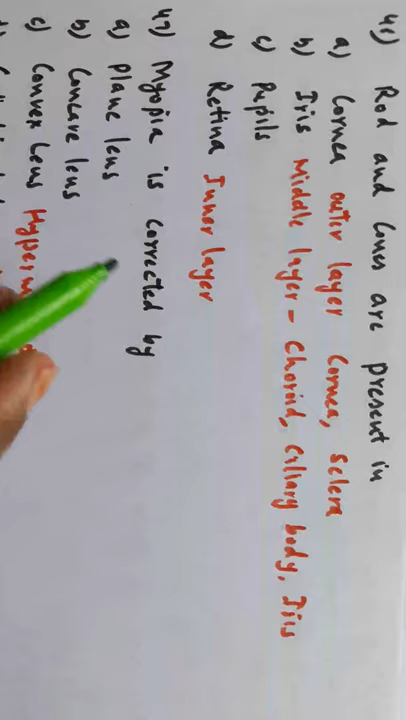 46) Rod and Cones are present in
a) Cornea outer layer Cornea, sclera
b) Iris Middle layer - Choroid, Ciliary body, Iris
c) Pupils
d) Retina Inner layer
47) Myopia is corrected by
a) Plane lens
b) Concave lens
c) Convex Lens